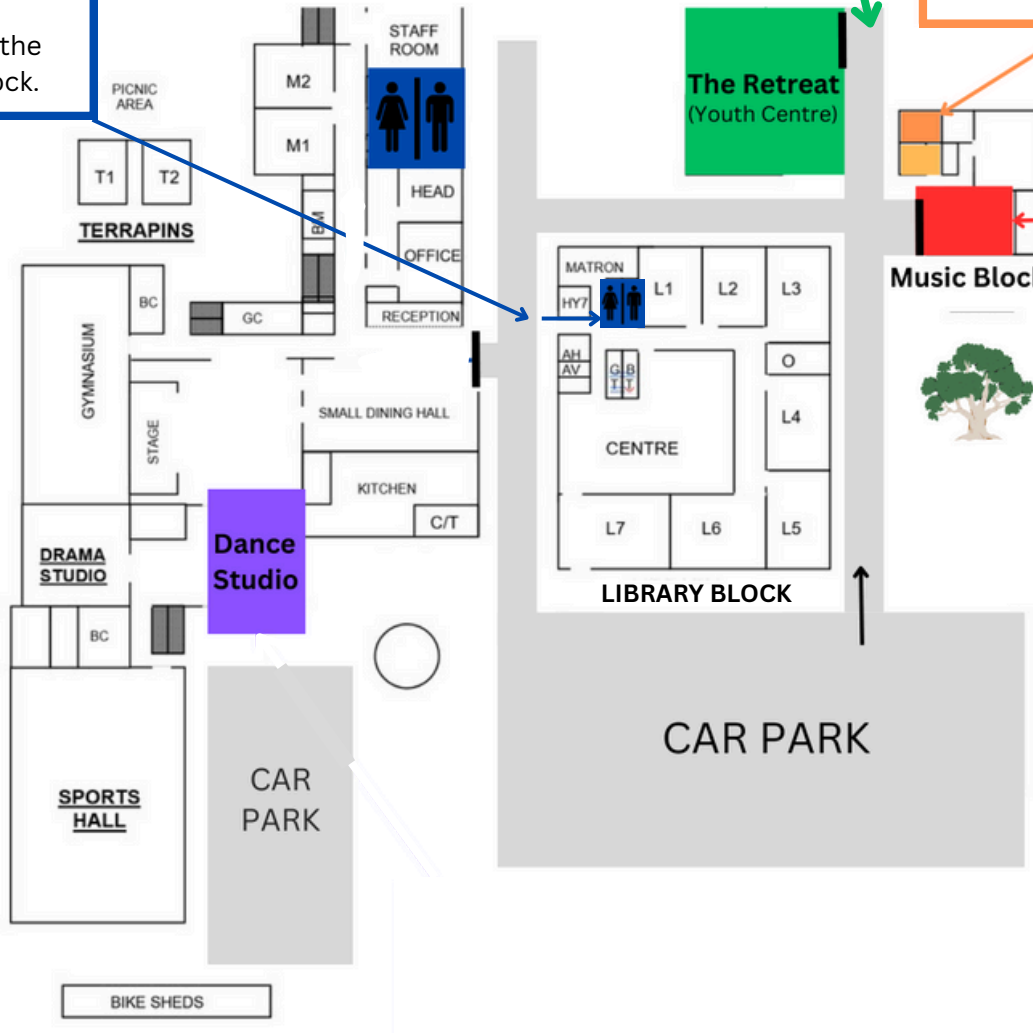 the
ock.
STAFF
ROOM
M2
PICNIC
AREA
The Retreat
(Youth Centre)
M1
T1
T2
HEAD
TERRAPINS
BM
OFFICE
MATRON
BC
HY7
L1
L2
L3
Music Block
GC
RECEPTION
GYMNASIUM
AH
AV
G
T
B
T
O
SMALL DINING HALL
L4
STAGE
CENTRE
KITCHEN
C/T
L7
L6
L5
Dance
Studio
DRAMA
STUDIO
LIBRARY BLOCK
BC
CAR PARK
CAR
PARK
SPORTS
HALL
BIKE SHEDS